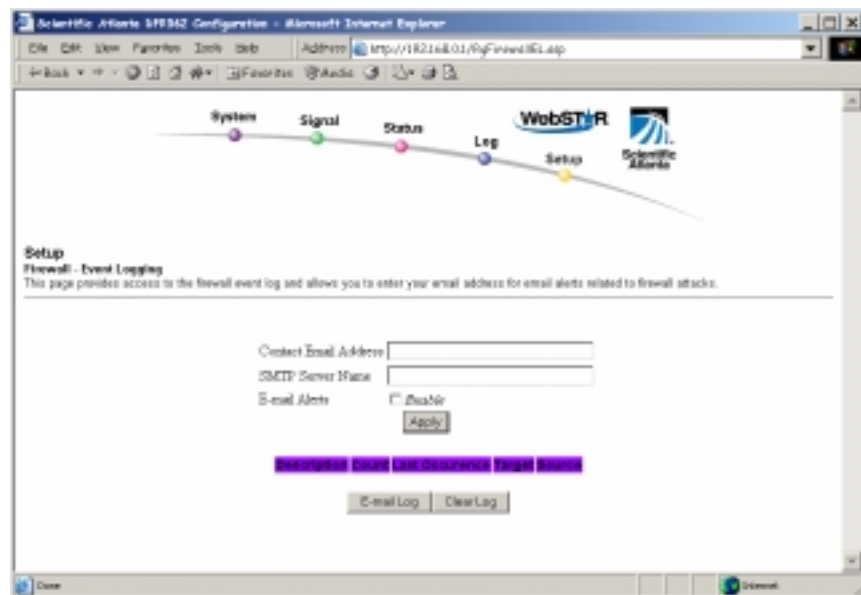 Scientific Atlanta Configuration - Microsoft Internet Explorer
File Edit View Favorites Tools Help Address
Back Favorites Media
System
Signal
Status
Log
Setup
WebSTAR
Scientific
Atlanta
Setup
Firewall - Event Logging
This page provides access to the firewall event log and allows you to enter your email address for email alerts related to firewall attacks.
Contact Email Address
SMTP Server Name
E-mail Alerts Enable
Apply
Description Count Last Occurence Target Source
E-mail Log Clear Log
Done Internet